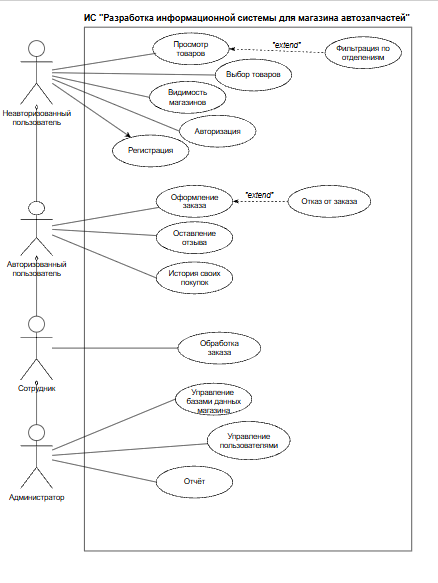 ИС "Разработка информационной системы для магазина автозапчастей"
Просмотр
товаров
"extend"
Фильтрация по
отделениям
Выбор товаров
Видимость
магазинов
Неавторизованный
пользователь
Авторизация
Регистрация
Оформление
заказа
"extend"
Отказ от заказа
Оставление
отзыва
Авторизованный
пользователь
История своих
покупок
Обработка
заказа
Сотрудник
Управление
базами данных
магазина
Управление
пользователями
Отчёт
Администратор